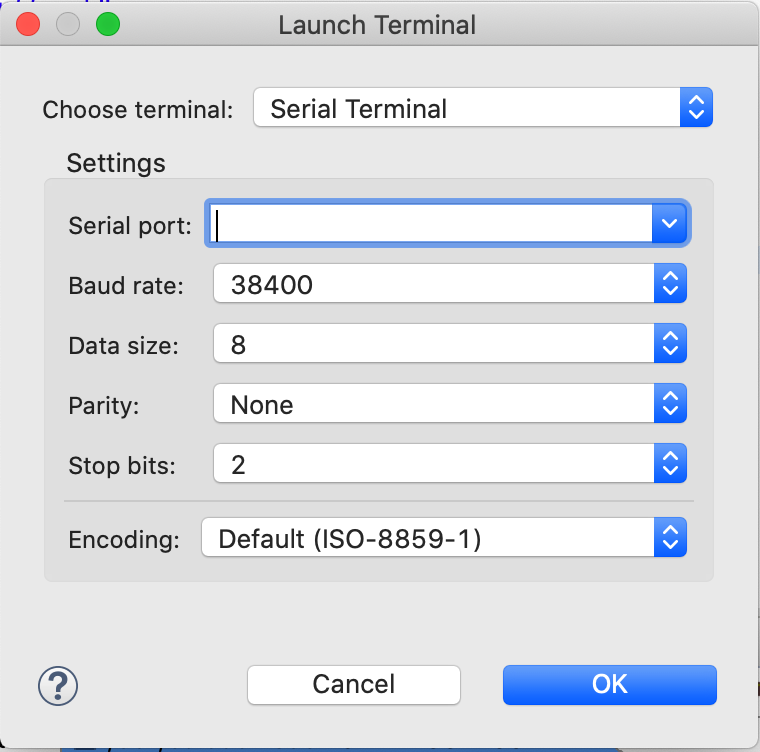 Launch Terminal
Choose terminal: Serial Terminal
Settings
Serial port:
Baud rate: 38400
Data size: 8
Parity: None
Stop bits: 2
Encoding: Default (ISO-8859-1)
? Cancel OK